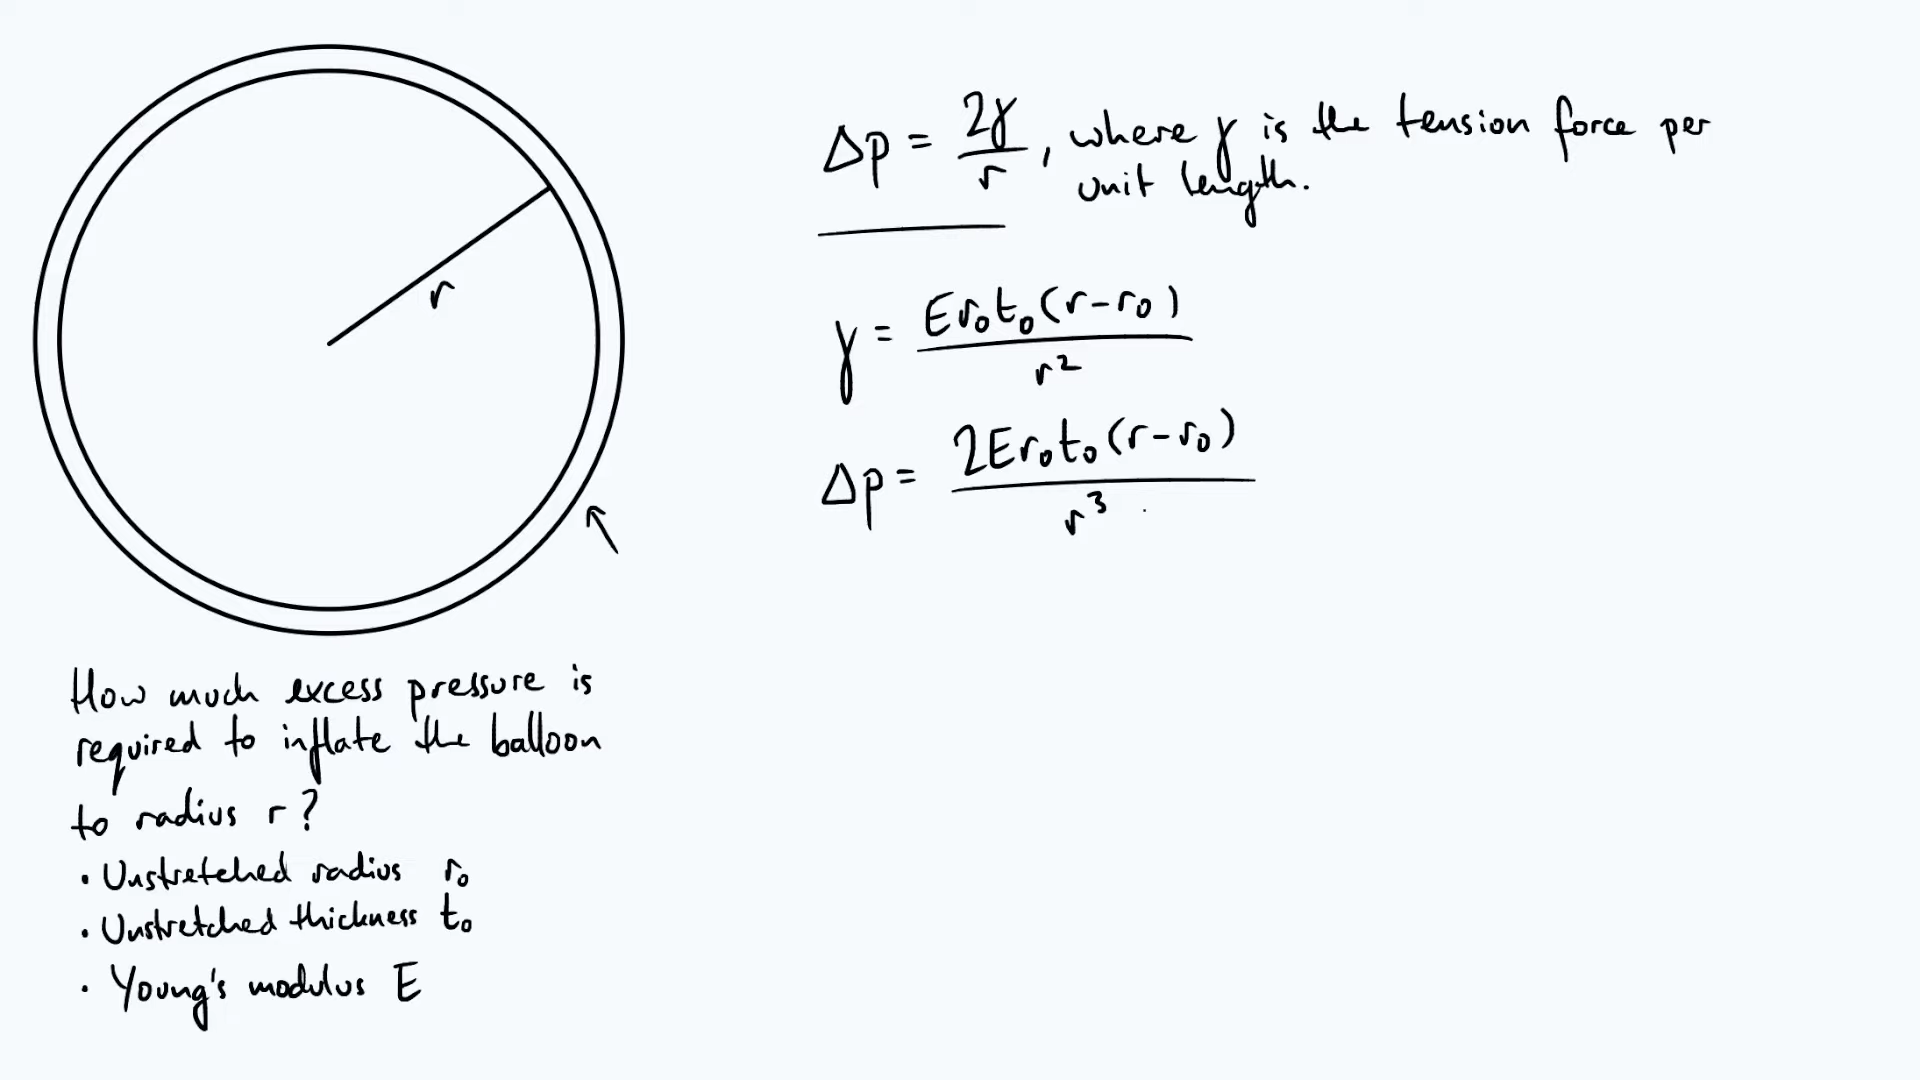 r
How much excess pressure is
required to inflate the balloon
to radius r?
• Unstretched radius r₀
• Unstretched thickness t₀
• Young's modulus E
Δp = 2γ/r, where γ is the tension force per
unit length.
γ = Er₀t₀(r-r₀)/r²
Δp = 2Er₀t₀(r-r₀)/r³